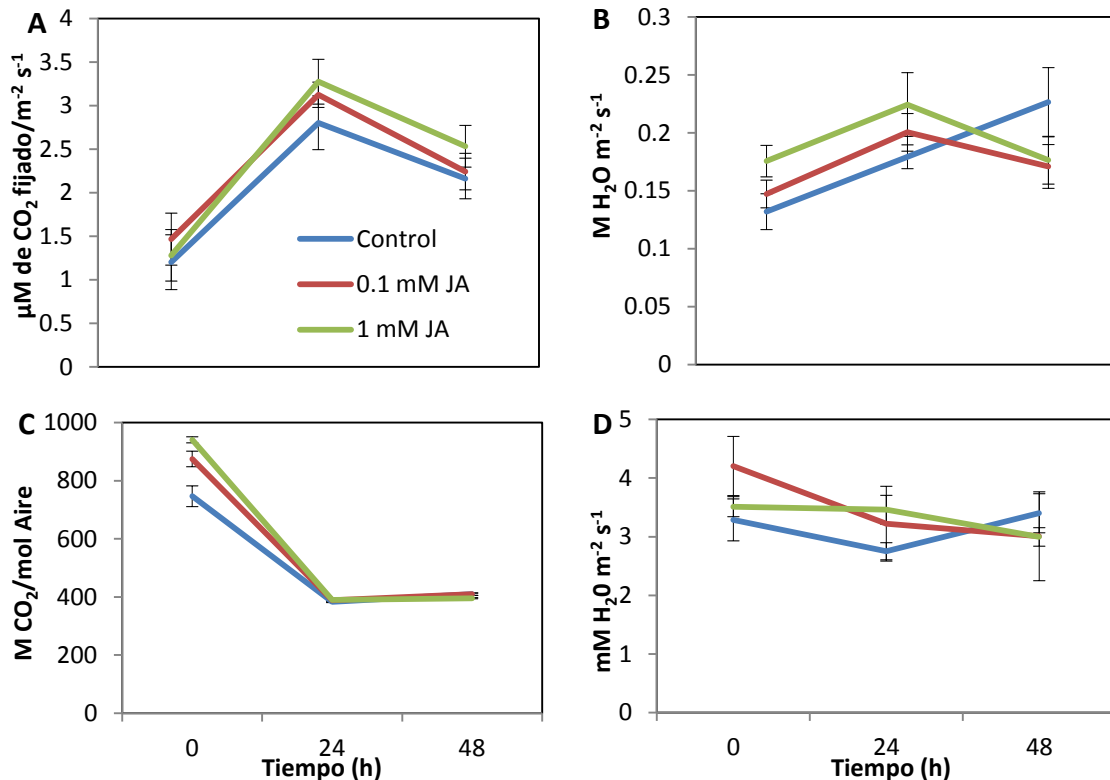 A
µM de CO₂ fijado/m⁻² s⁻¹
4
3.5
3
2.5
2
1.5
1
0.5
0
Control
0.1 mM JA
1 mM JA
B
M H₂O m⁻² s⁻¹
0.3
0.25
0.2
0.15
0.1
0.05
0
C
M CO₂/mol Aire
1000
800
600
400
200
0
0
24
48
Tiempo (h)
D
mM H₂0 m⁻² s⁻¹
5
4
3
2
1
0
0
24
48
Tiempo (h)